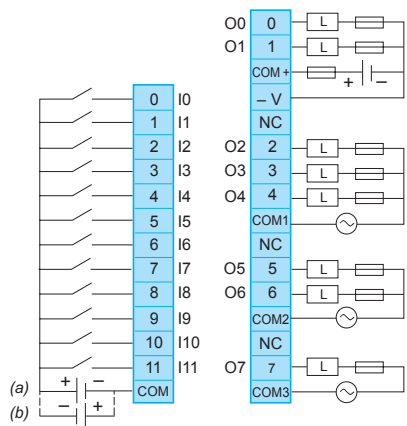 O0 0 L
O1 1 L
COM + + −
– V
NC
O2 2 L
O3 3 L
O4 4 L
COM1
NC
O5 5 L
O6 6 L
COM2
NC
O7 7 L
COM3
0 I0
1 I1
2 I2
3 I3
4 I4
5 I5
6 I6
7 I7
8 I8
9 I9
10 I10
11 I11
(a) + − COM
(b) − +